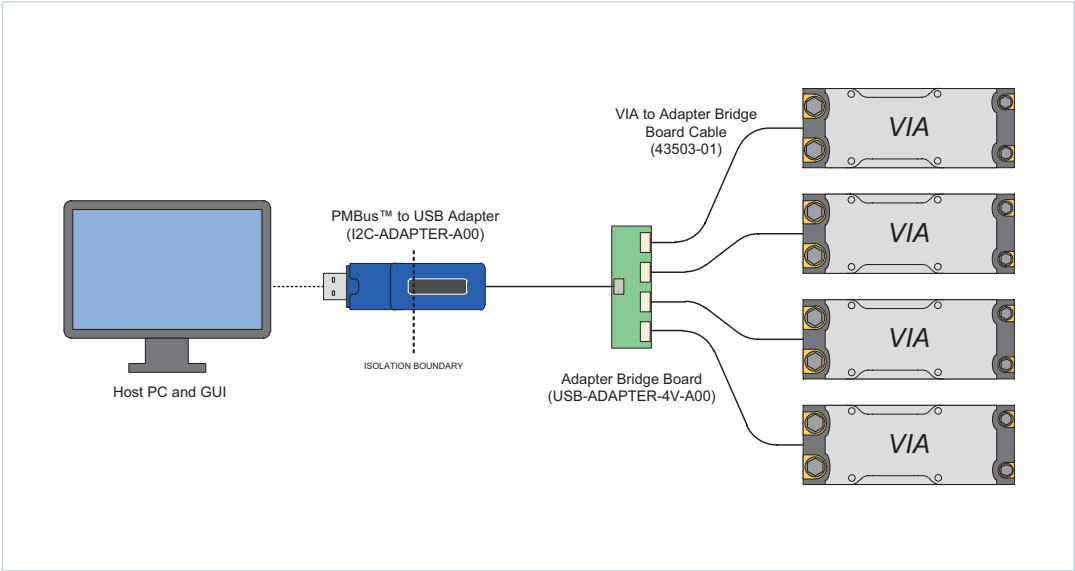 VIA to Adapter Bridge
Board Cable
(43503-01)
VIA
VIA
VIA
VIA
PMBus™ to USB Adapter
(I2C-ADAPTER-A00)
ISOLATION BOUNDARY
Host PC and GUI
Adapter Bridge Board
(USB-ADAPTER-4V-A00)